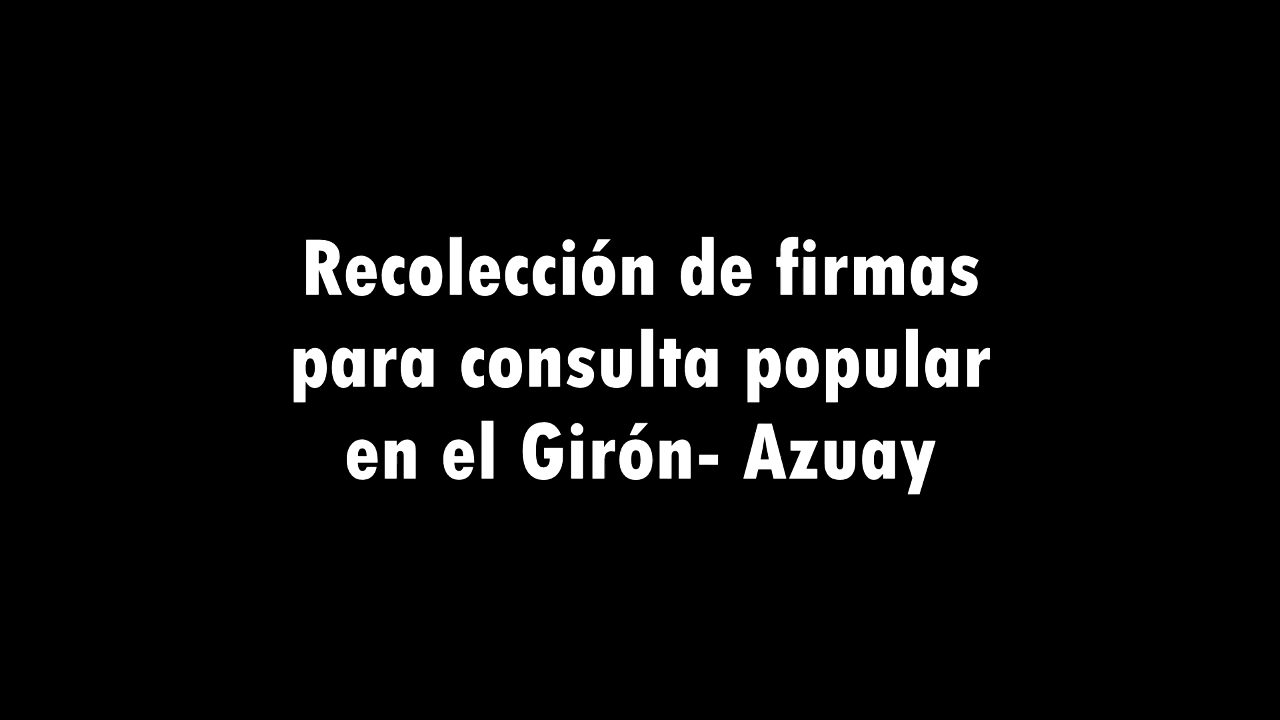 Recolección de firmas
para consulta popular
en el Girón- Azuay